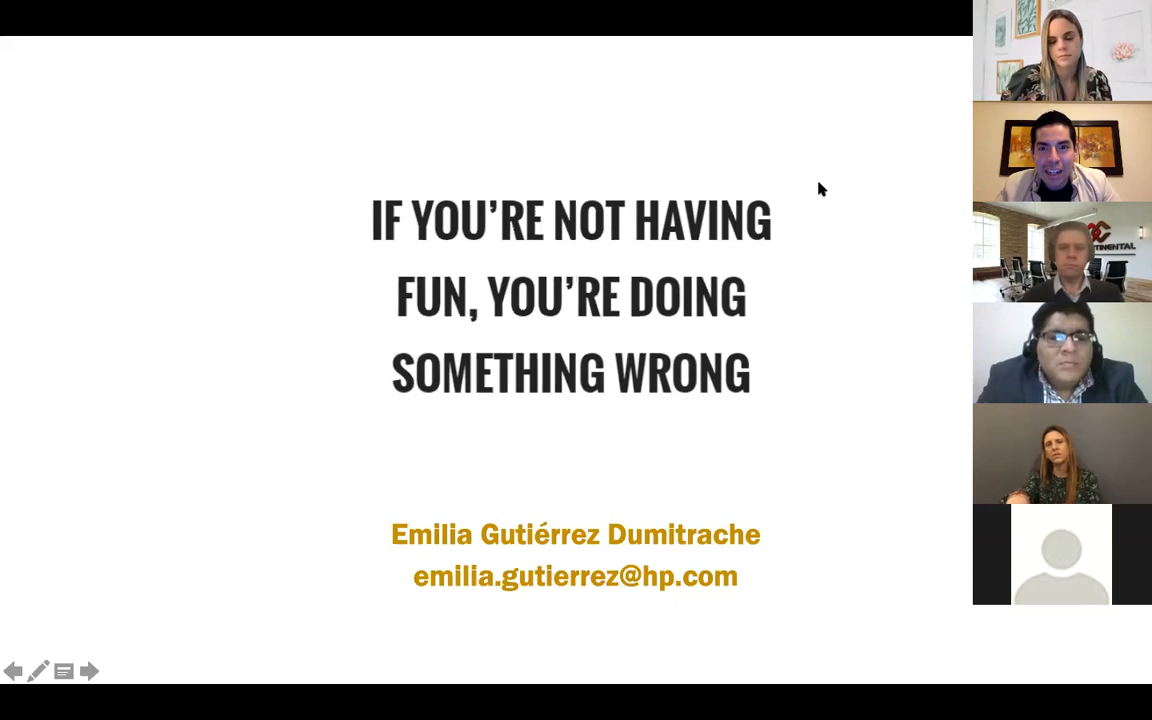 IF YOU’RE NOT HAVING
FUN, YOU’RE DOING
SOMETHING WRONG
Emilia Gutiérrez Dumitrache
emilia.gutierrez@hp.com